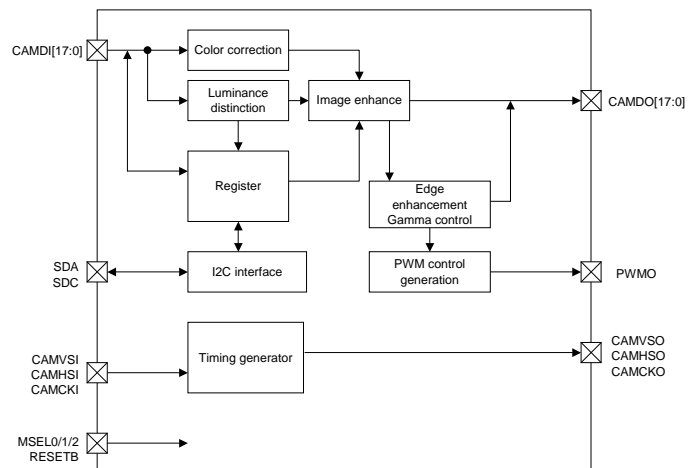 CAMDI[17:0]
Color correction
Luminance
distinction
Image enhance
CAMDO[17:0]
Register
Edge
enhancement
Gamma control
SDA
SDC
I2C interface
PWM control
generation
PWMO
CAMVSI
CAMHSI
CAMCKI
Timing generator
CAMVSO
CAMHSO
CAMCKO
MSEL0/1/2
RESETB